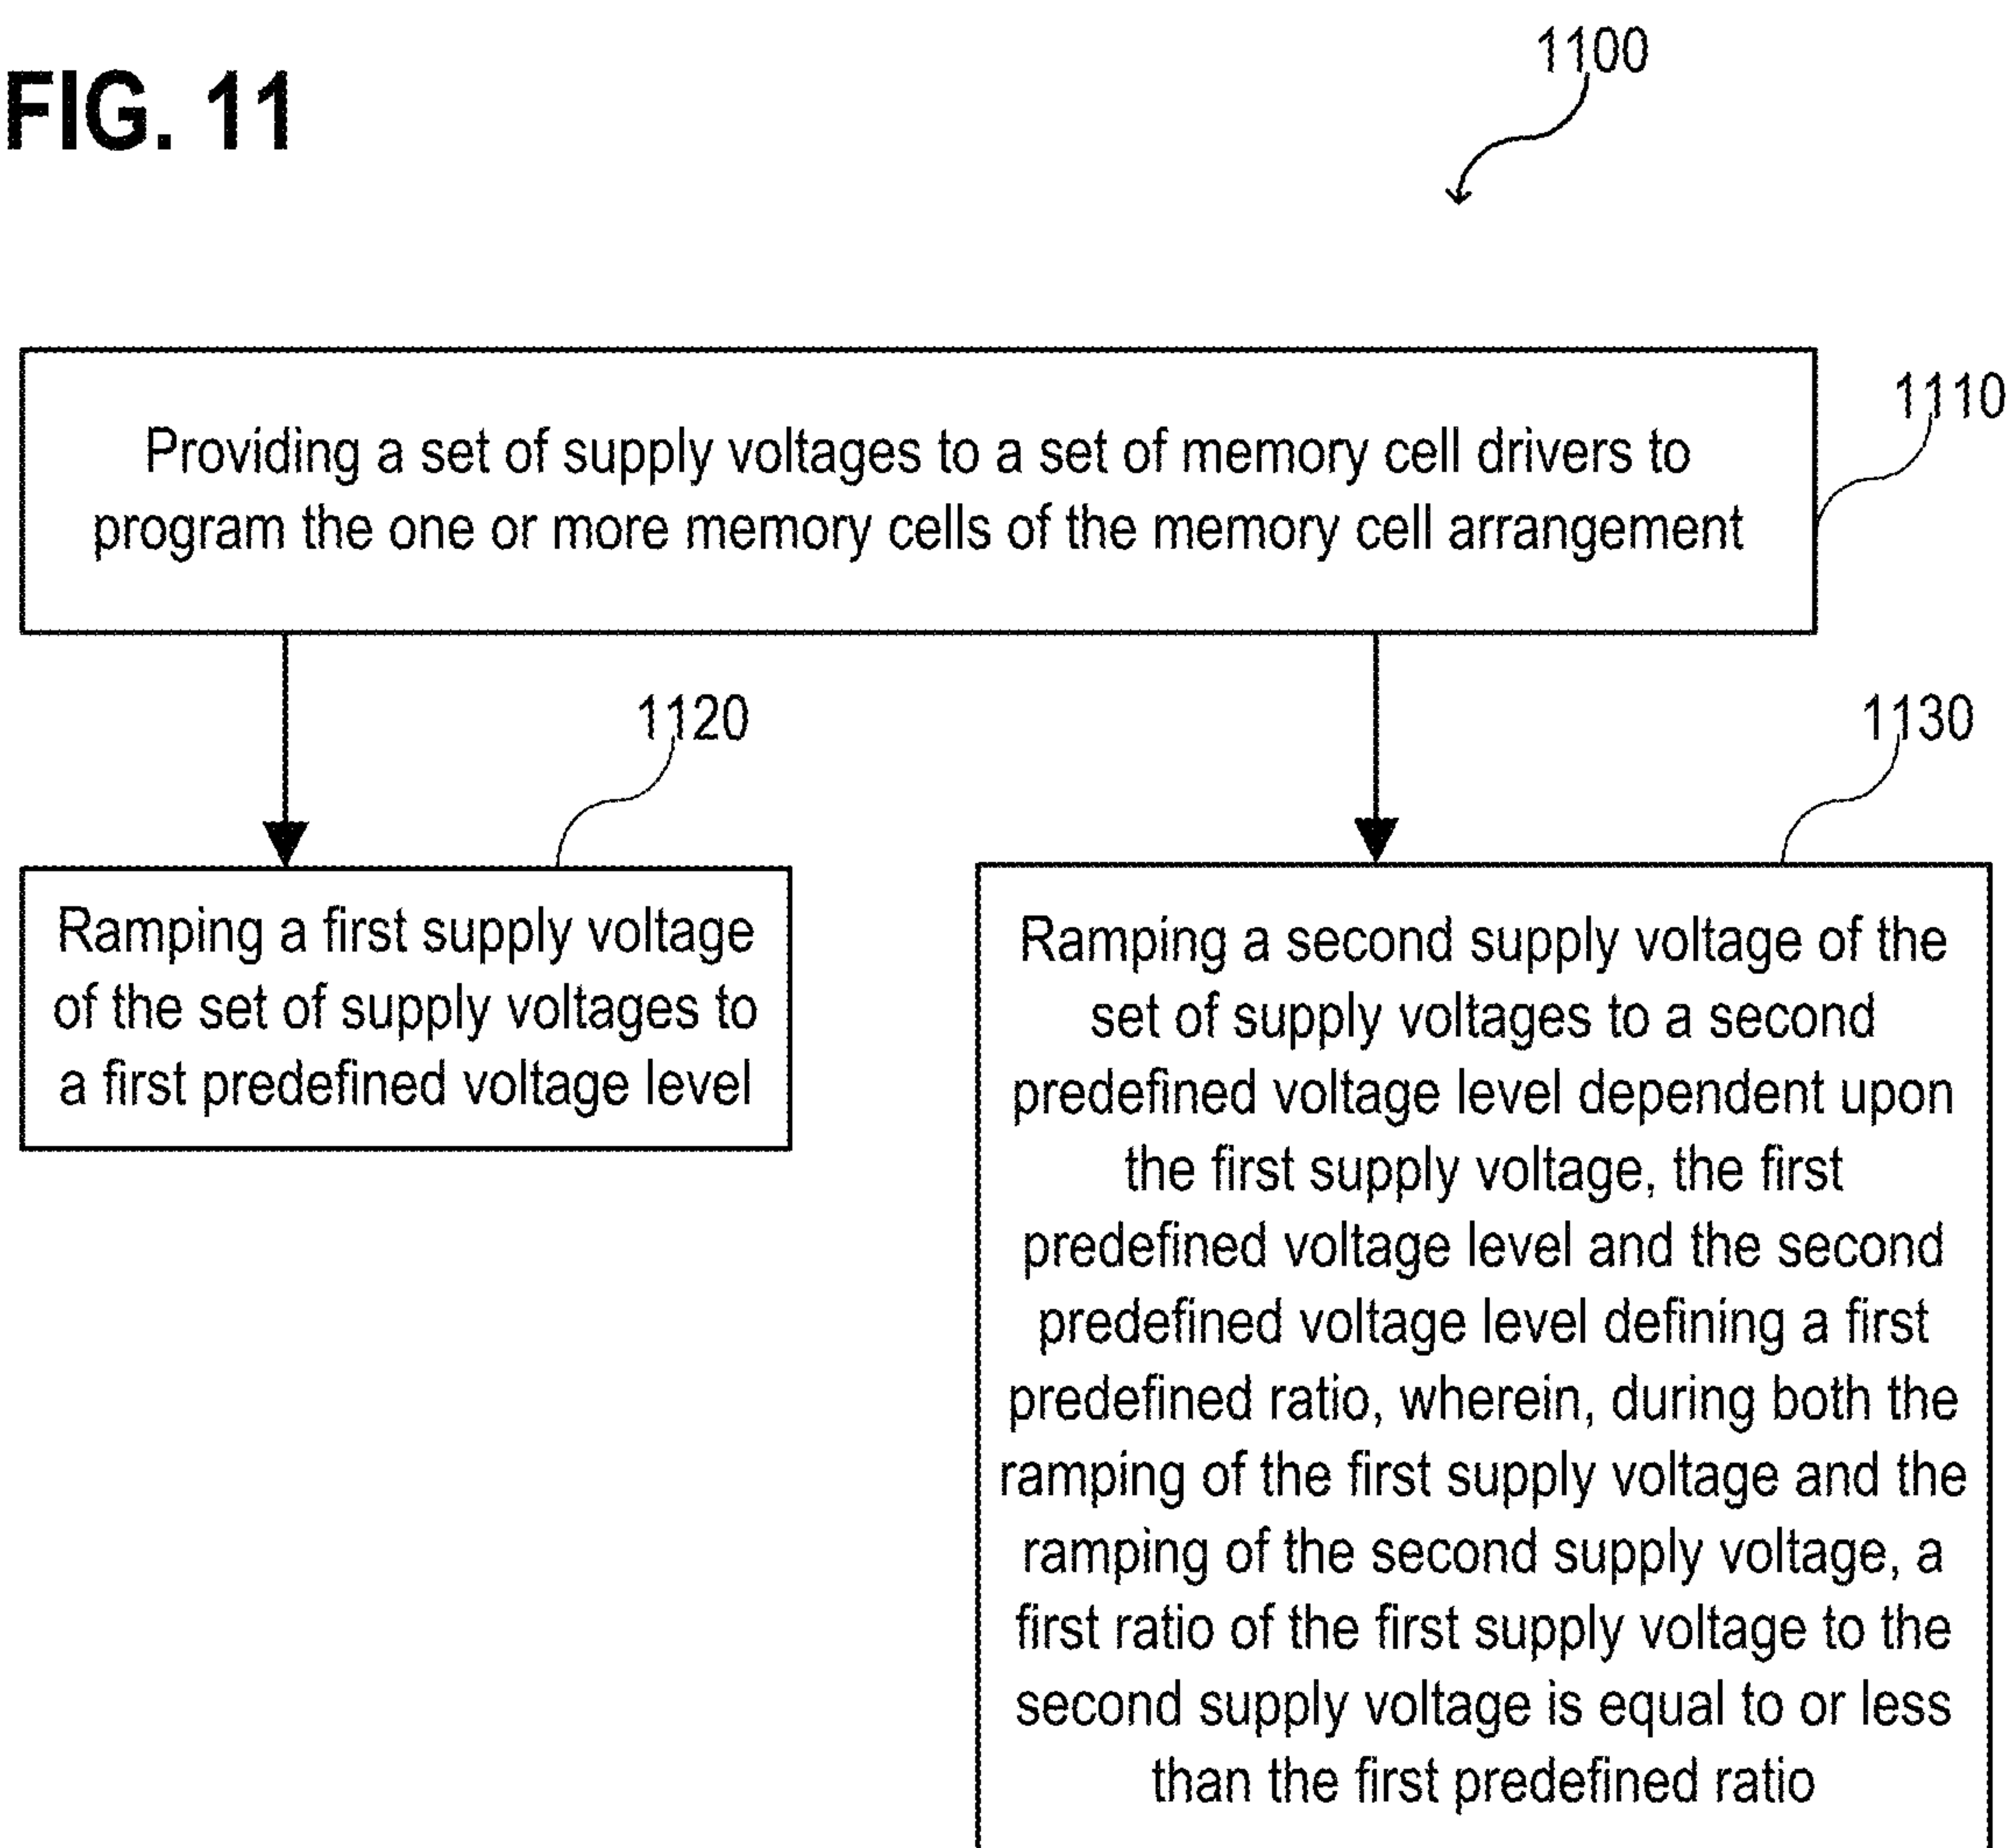 FIG. 11
1100
1110
Providing a set of supply voltages to a set of memory cell drivers to
program the one or more memory cells of the memory cell arrangement
1120
1130
Ramping a first supply voltage
of the set of supply voltages to
a first predefined voltage level
Ramping a second supply voltage of the
set of supply voltages to a second
predefined voltage level dependent upon
the first supply voltage, the first
predefined voltage level and the second
predefined voltage level defining a first
predefined ratio, wherein, during both the
ramping of the first supply voltage and the
ramping of the second supply voltage, a
first ratio of the first supply voltage to the
second supply voltage is equal to or less
than the first predefined ratio